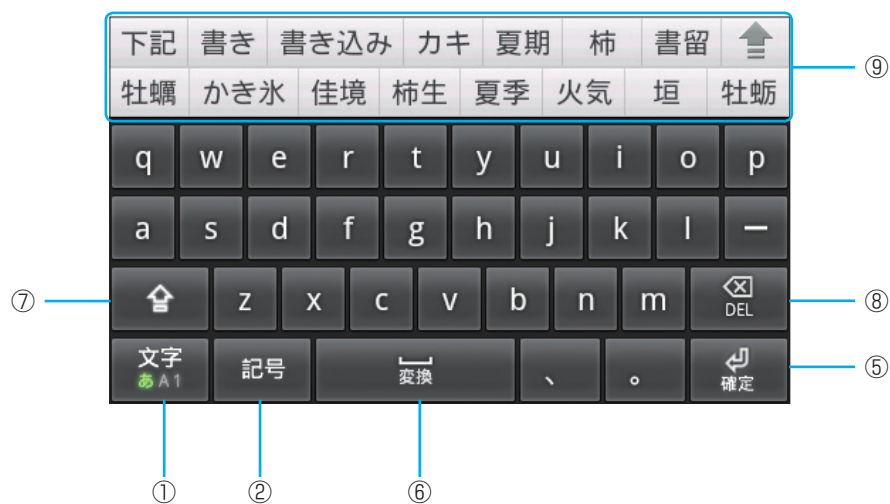 下記 書き 書き込み カキ 夏期 柿 書留
⑨
牡蠣 かき氷 佳境 柿生 夏季 火気 垣 牡蛎
q w e r t y u i o p
a s d f g h j k l ー
⑦ z x c v b n m DEL ⑧
文字 あA1 記号 変換 、 。 確定 ⑤
① ② ⑥